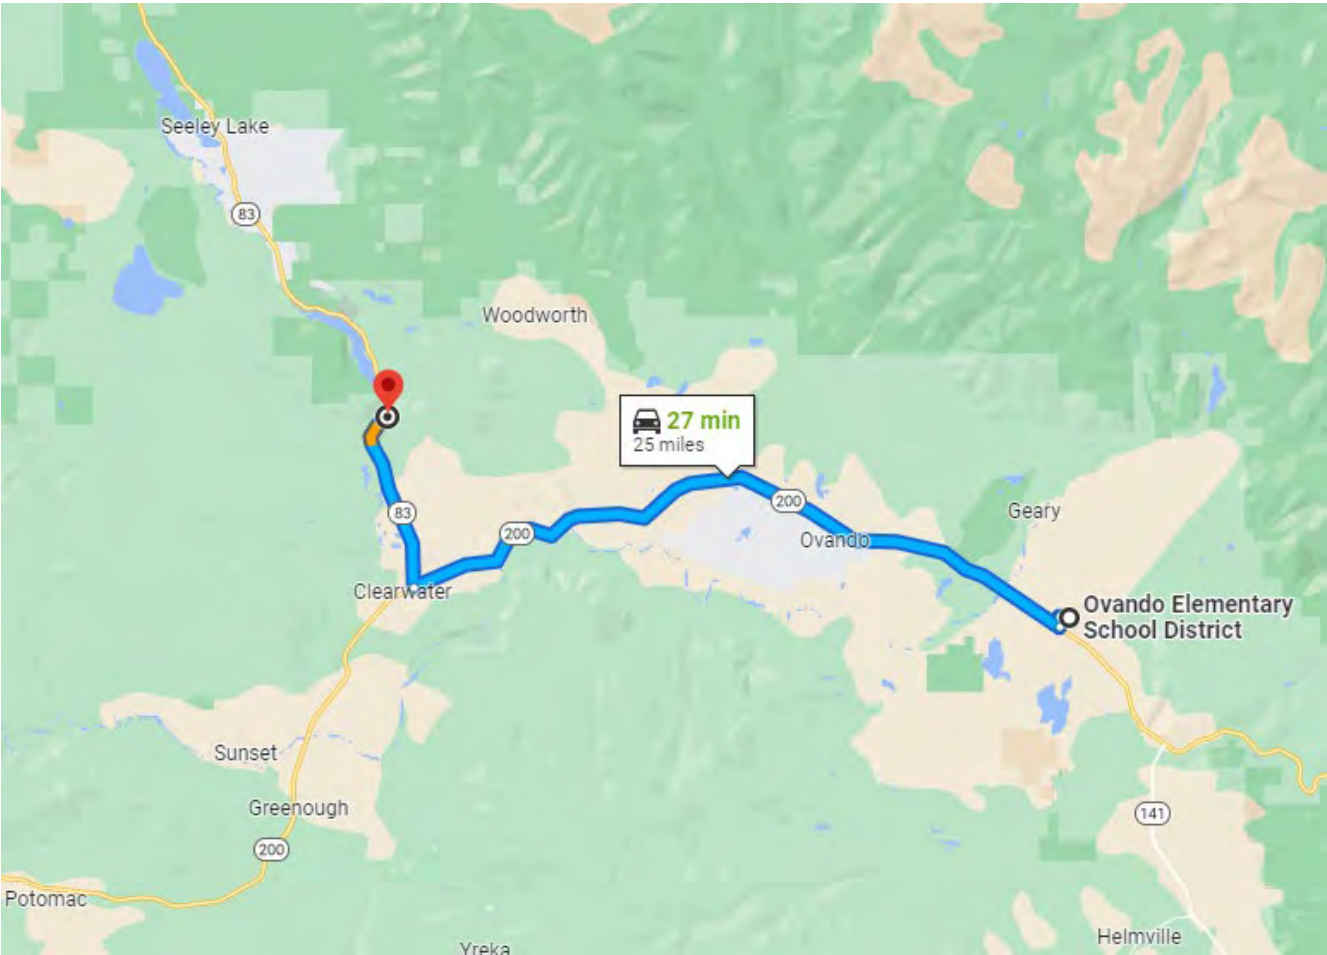 Seeley Lake
83
Woodworth
27 min
25 miles
200
Geary
83
200
Ovando
Clearwater
Ovando Elementary
School District
Sunset
Greenough
141
200
Potomac
Helmville
Yreka